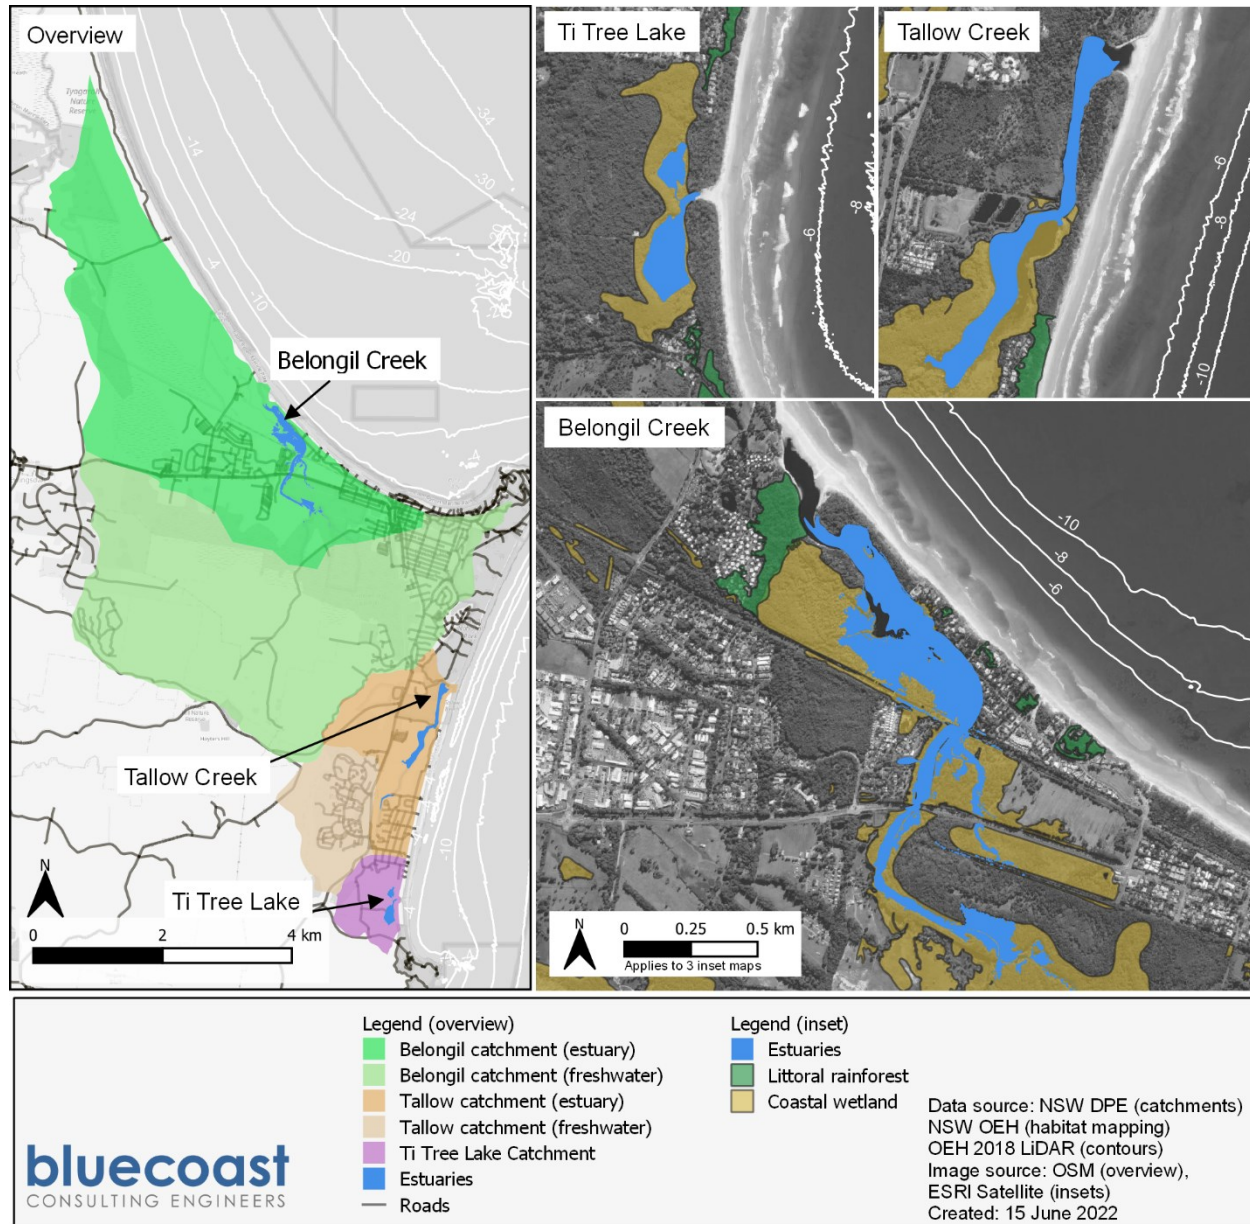 Overview
Tyagarah
Nature
Reserve
-34
-14
-30
-24
-20
-4
-10
Belongil Creek
Tallow Creek
-10
Ti Tree Lake
N
0 2 4 km
Ti Tree Lake
-6
-8
Tallow Creek
-6
-8
-10
Belongil Creek
-10
-8
-6
N
0 0.25 0.5 km
Applies to 3 inset maps
bluecoast
CONSULTING ENGINEERS
Legend (overview)
Belongil catchment (estuary)
Belongil catchment (freshwater)
Tallow catchment (estuary)
Tallow catchment (freshwater)
Ti Tree Lake Catchment
Estuaries
Roads
Legend (inset)
Estuaries
Littoral rainforest
Coastal wetland
Data source: NSW DPE (catchments)
NSW OEH (habitat mapping)
OEH 2018 LiDAR (contours)
Image source: OSM (overview),
ESRI Satellite (insets)
Created: 15 June 2022